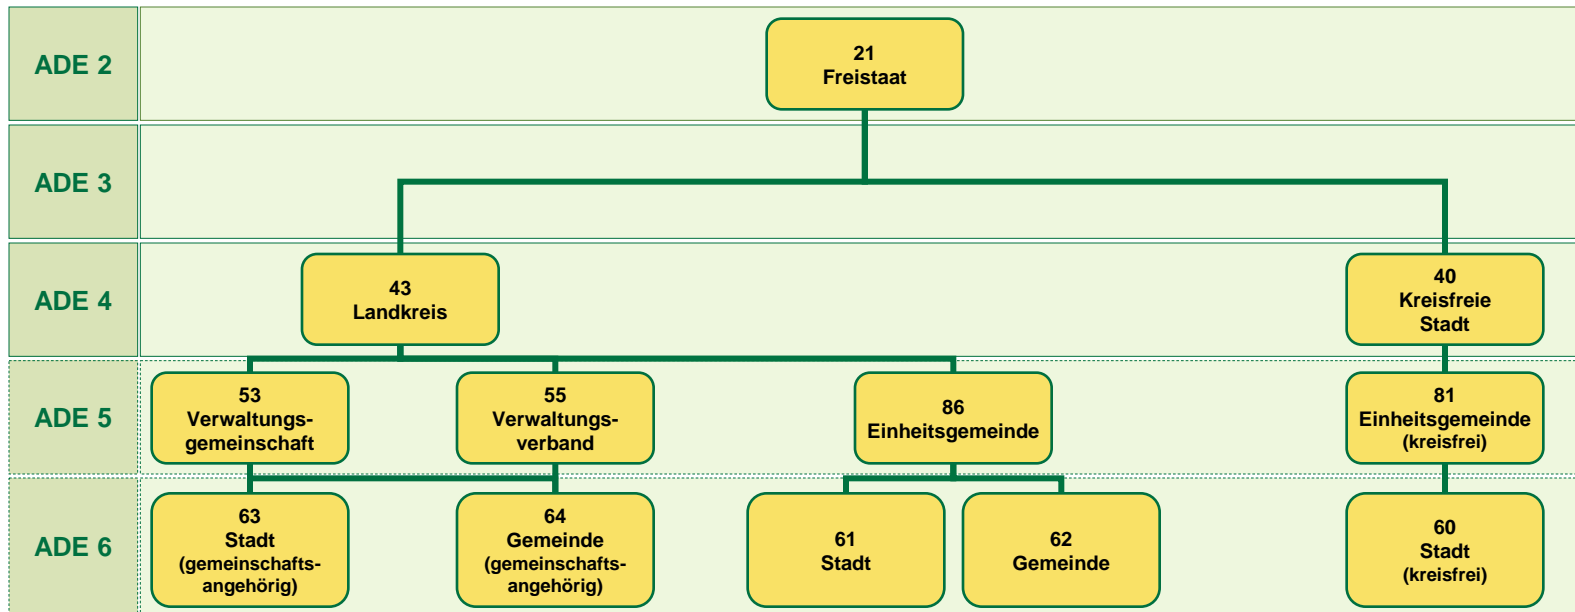 ADE 2
21
Freistaat
ADE 3
ADE 4
43
Landkreis
40
Kreisfreie
Stadt
ADE 5
53
Verwaltungs-
gemeinschaft
55
Verwaltungs-
verband
86
Einheitsgemeinde
81
Einheitsgemeinde
(kreisfrei)
ADE 6
63
Stadt
(gemeinschafts-
angehörig)
64
Gemeinde
(gemeinschafts-
angehörig)
61
Stadt
62
Gemeinde
60
Stadt
(kreisfrei)